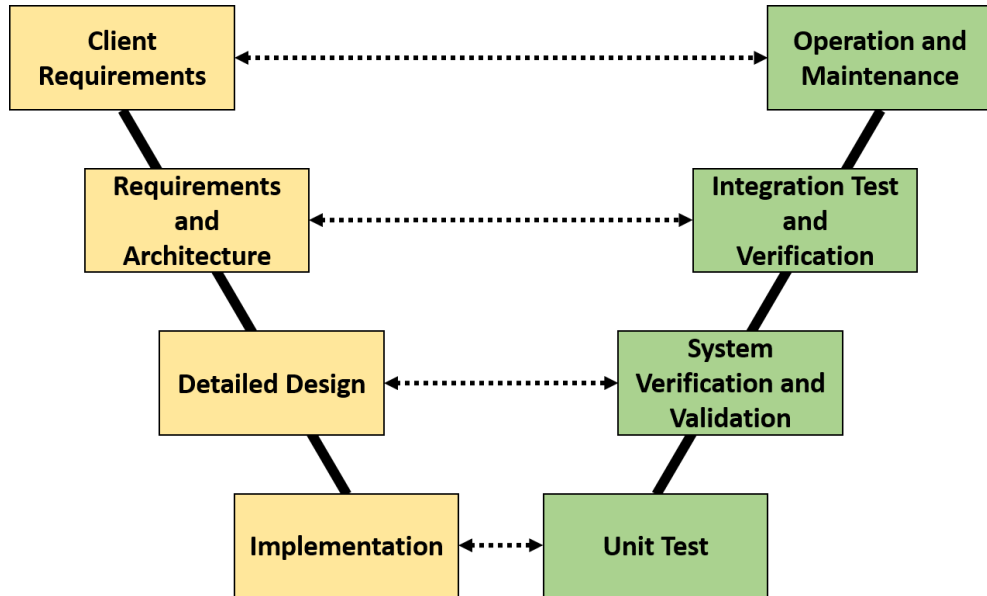 Client
Requirements
Operation and
Maintenance
Requirements
and
Architecture
Integration Test
and
Verification
Detailed Design
System
Verification and
Validation
Implementation
Unit Test